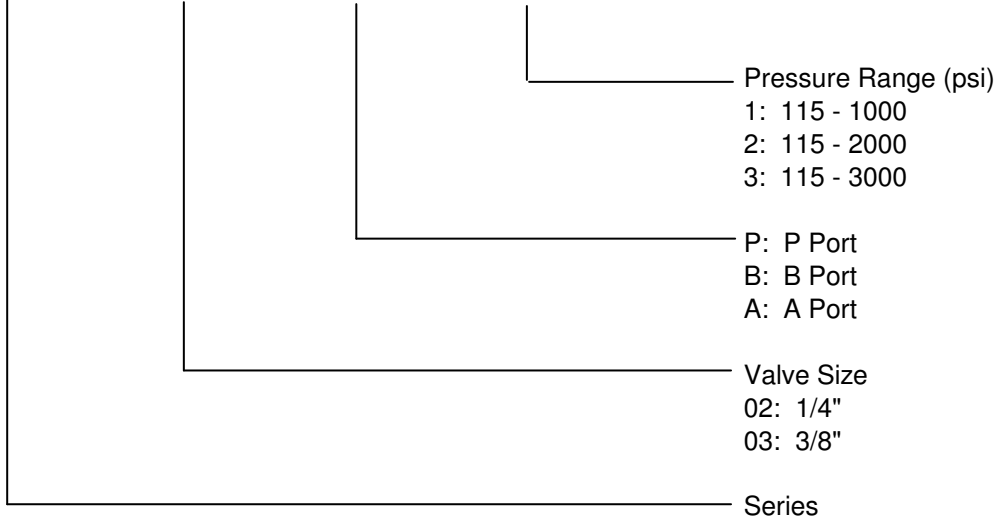 Pressure Range (psi)
1: 115 - 1000
2: 115 - 2000
3: 115 - 3000
P: P Port
B: B Port
A: A Port
Valve Size
02: 1/4"
03: 3/8"
Series